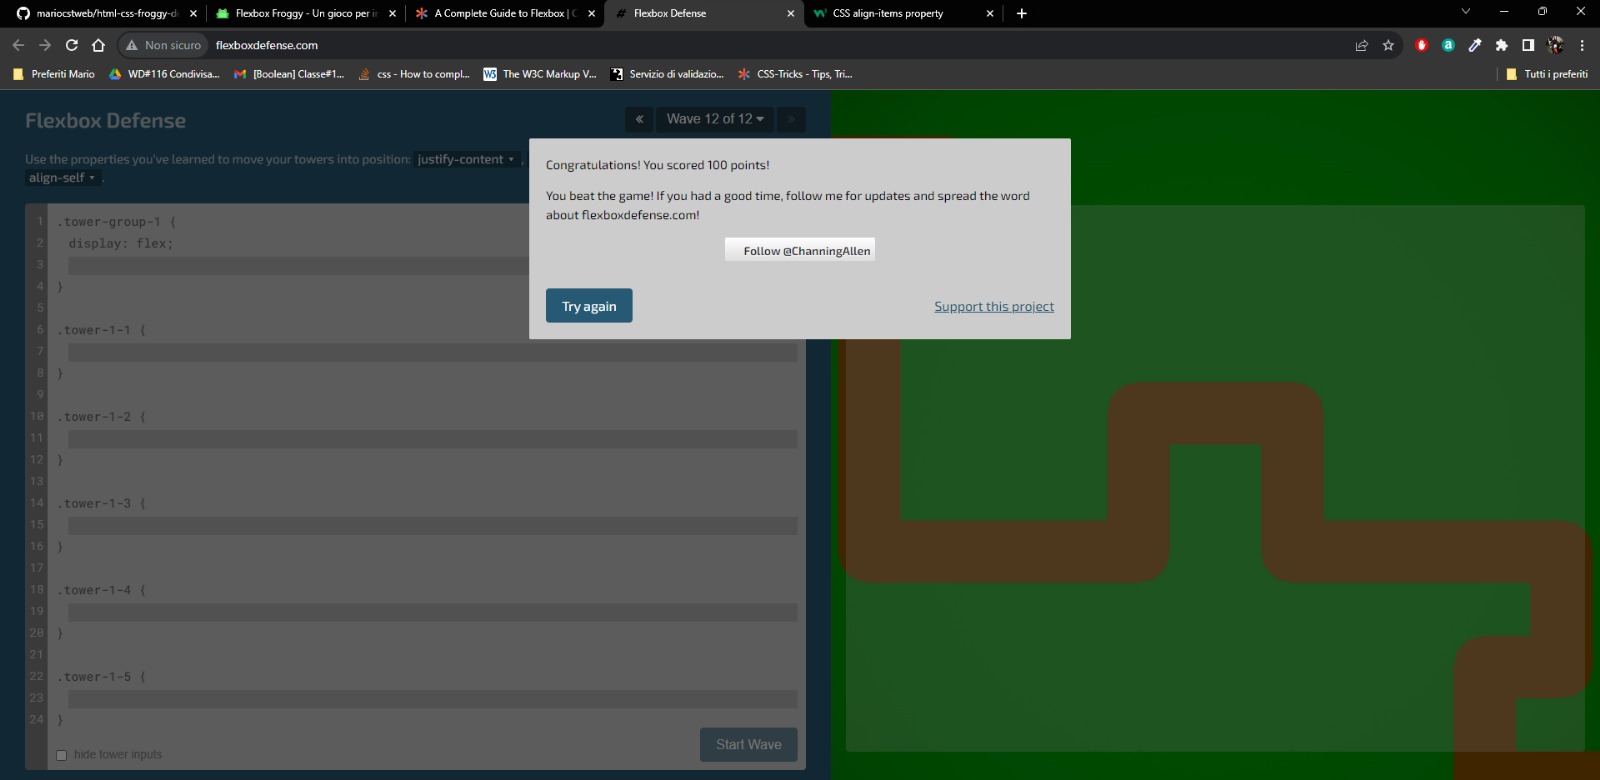 mariocstweb/html-css-froggy-d
Flexbox Froggy - Un gioco per i
A Complete Guide to Flexbox | C
Flexbox Defense
CSS align-items property
Non sicuro
flexboxdefense.com
Preferiti Mario
WD#116 Condivisa...
[Boolean] Classe#1...
css - How to compl...
The W3C Markup V...
Servizio di validazio...
CSS-Tricks - Tips, Tri...
Tutti i preferiti
Flexbox Defense
« Wave 12 of 12 »
Use the properties you've learned to move your towers into position: justify-content ,
align-self .
Congratulations! You scored 100 points!
You beat the game! If you had a good time, follow me for updates and spread the word
about flexboxdefense.com!
Follow @ChanningAllen
Try again
Support this project
1 .tower-group-1 {
2 display: flex;
3
4 }
5
6 .tower-1-1 {
7
8 }
9
10 .tower-1-2 {
11
12 }
13
14 .tower-1-3 {
15
16 }
17
18 .tower-1-4 {
19
20 }
21
22 .tower-1-5 {
23
24 }
hide tower inputs
Start Wave